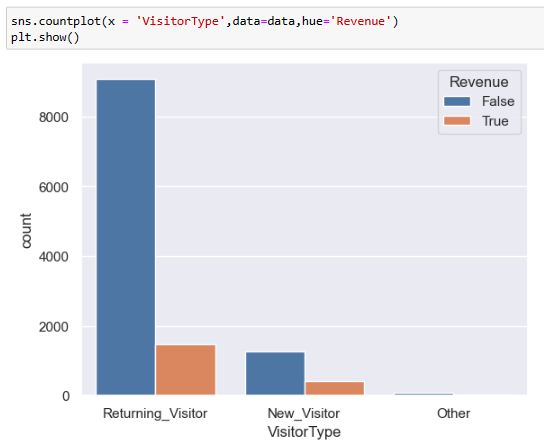 sns.countplot(x = 'VisitorType',data=data,hue='Revenue')
plt.show()
Revenue
False
True
8000
6000
4000
2000
0
count
Returning_Visitor New_Visitor Other
VisitorType